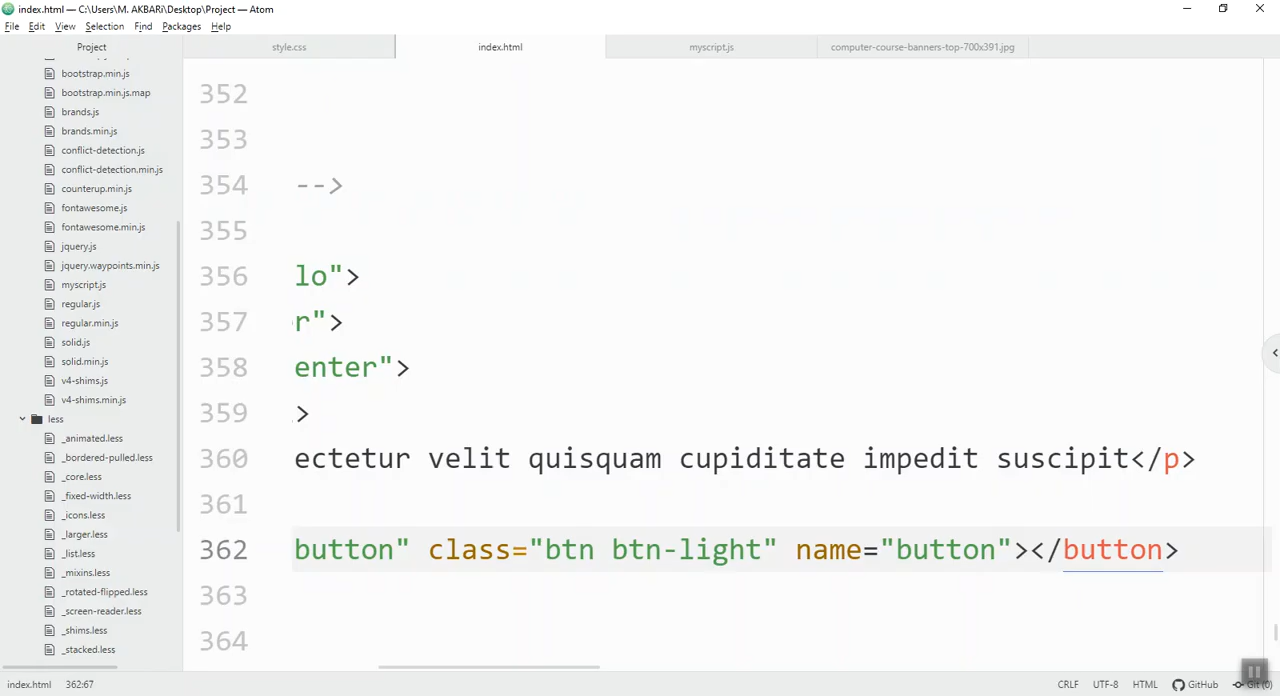 index.html — C:\Users\M. AKBARi\Desktop\Project — Atom
File Edit View Selection Find Packages Help
Project
style.css
index.html
myscript.js
computer-course-banners-top-700x391.jpg
bootstrap.min.js
bootstrap.min.js.map
brands.js
brands.min.js
conflict-detection.js
conflict-detection.min.js
counterup.min.js
fontawesome.js
fontawesome.min.js
jquery.js
jquery.waypoints.min.js
myscript.js
regular.js
regular.min.js
solid.js
solid.min.js
v4-shims.js
v4-shims.min.js
less
_animated.less
_bordered-pulled.less
_core.less
_fixed-width.less
_icons.less
_larger.less
_list.less
_mixins.less
_rotated-flipped.less
_screen-reader.less
_shims.less
_stacked.less
352
353
354 -->
355
356 lo">
357 r">
358 enter">
359 >
360 ectetur velit quisquam cupiditate impedit suscipit</p>
361
362 button" class="btn btn-light" name="button"></button>
363
364
index.html 362:67 CRLF UTF-8 HTML GitHub Git (0)